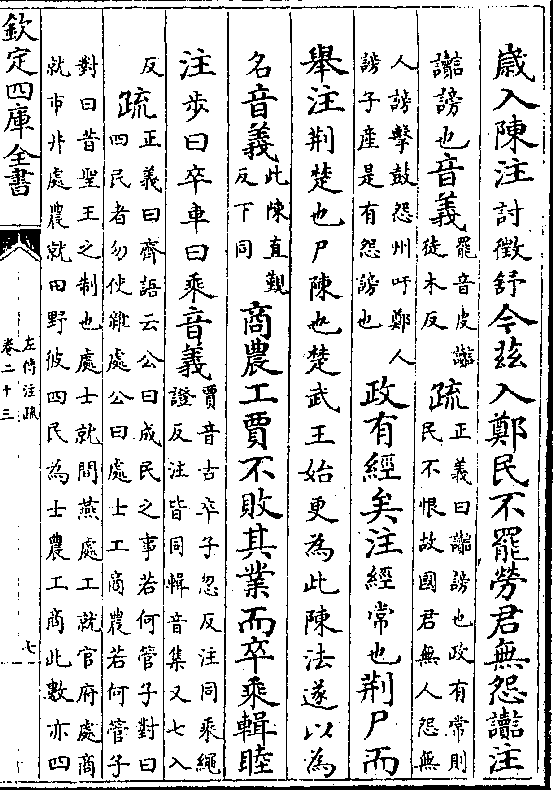 歲入陳注討徵舒今茲入鄭民不罷勞君無怨讟注
讟謗也音義罷音皮讟徒木反疏正義曰讟謗也政有常則民不恨故國君無人怨無
人謗擊鼓怨州吁鄭人謗子產是有怨謗也政有經矣注經常也荊尸而
舉注荊楚也尸陳也楚武王始更為此陳法遂以為
名音義此陳直覲反下同商農工賈不敗其業而卒乘輯睦
注步曰卒車曰乘音義賈音古卒子忽反注同乘繩證反注皆同輯音集又七入
反疏正義曰齊語云公曰成民之事若何管子對曰四民者勿使雜處公曰處士工商農若何管子
對曰昔聖王之制也處士就間燕處工就官府處商就市井處農就田野彼四民為士農工商此數亦四
欽定四庫全書
左傳注疏
卷二十三
七